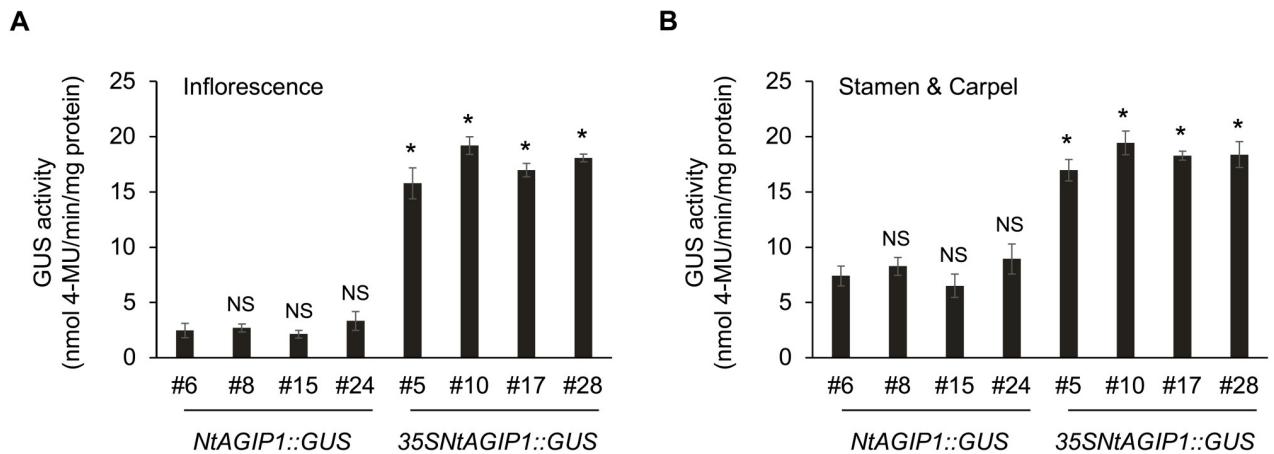 A
GUS activity
(nmol 4-MU/min/mg protein)
25
20
15
10
5
0
Inflorescence
NS
NS
NS
*
*
*
*
#6 #8 #15 #24 #5 #10 #17 #28
NtAGIP1::GUS 35SNtAGIP1::GUS
B
GUS activity
(nmol 4-MU/min/mg protein)
25
20
15
10
5
0
Stamen & Carpel
NS
NS
NS
*
*
*
*
#6 #8 #15 #24 #5 #10 #17 #28
NtAGIP1::GUS 35SNtAGIP1::GUS